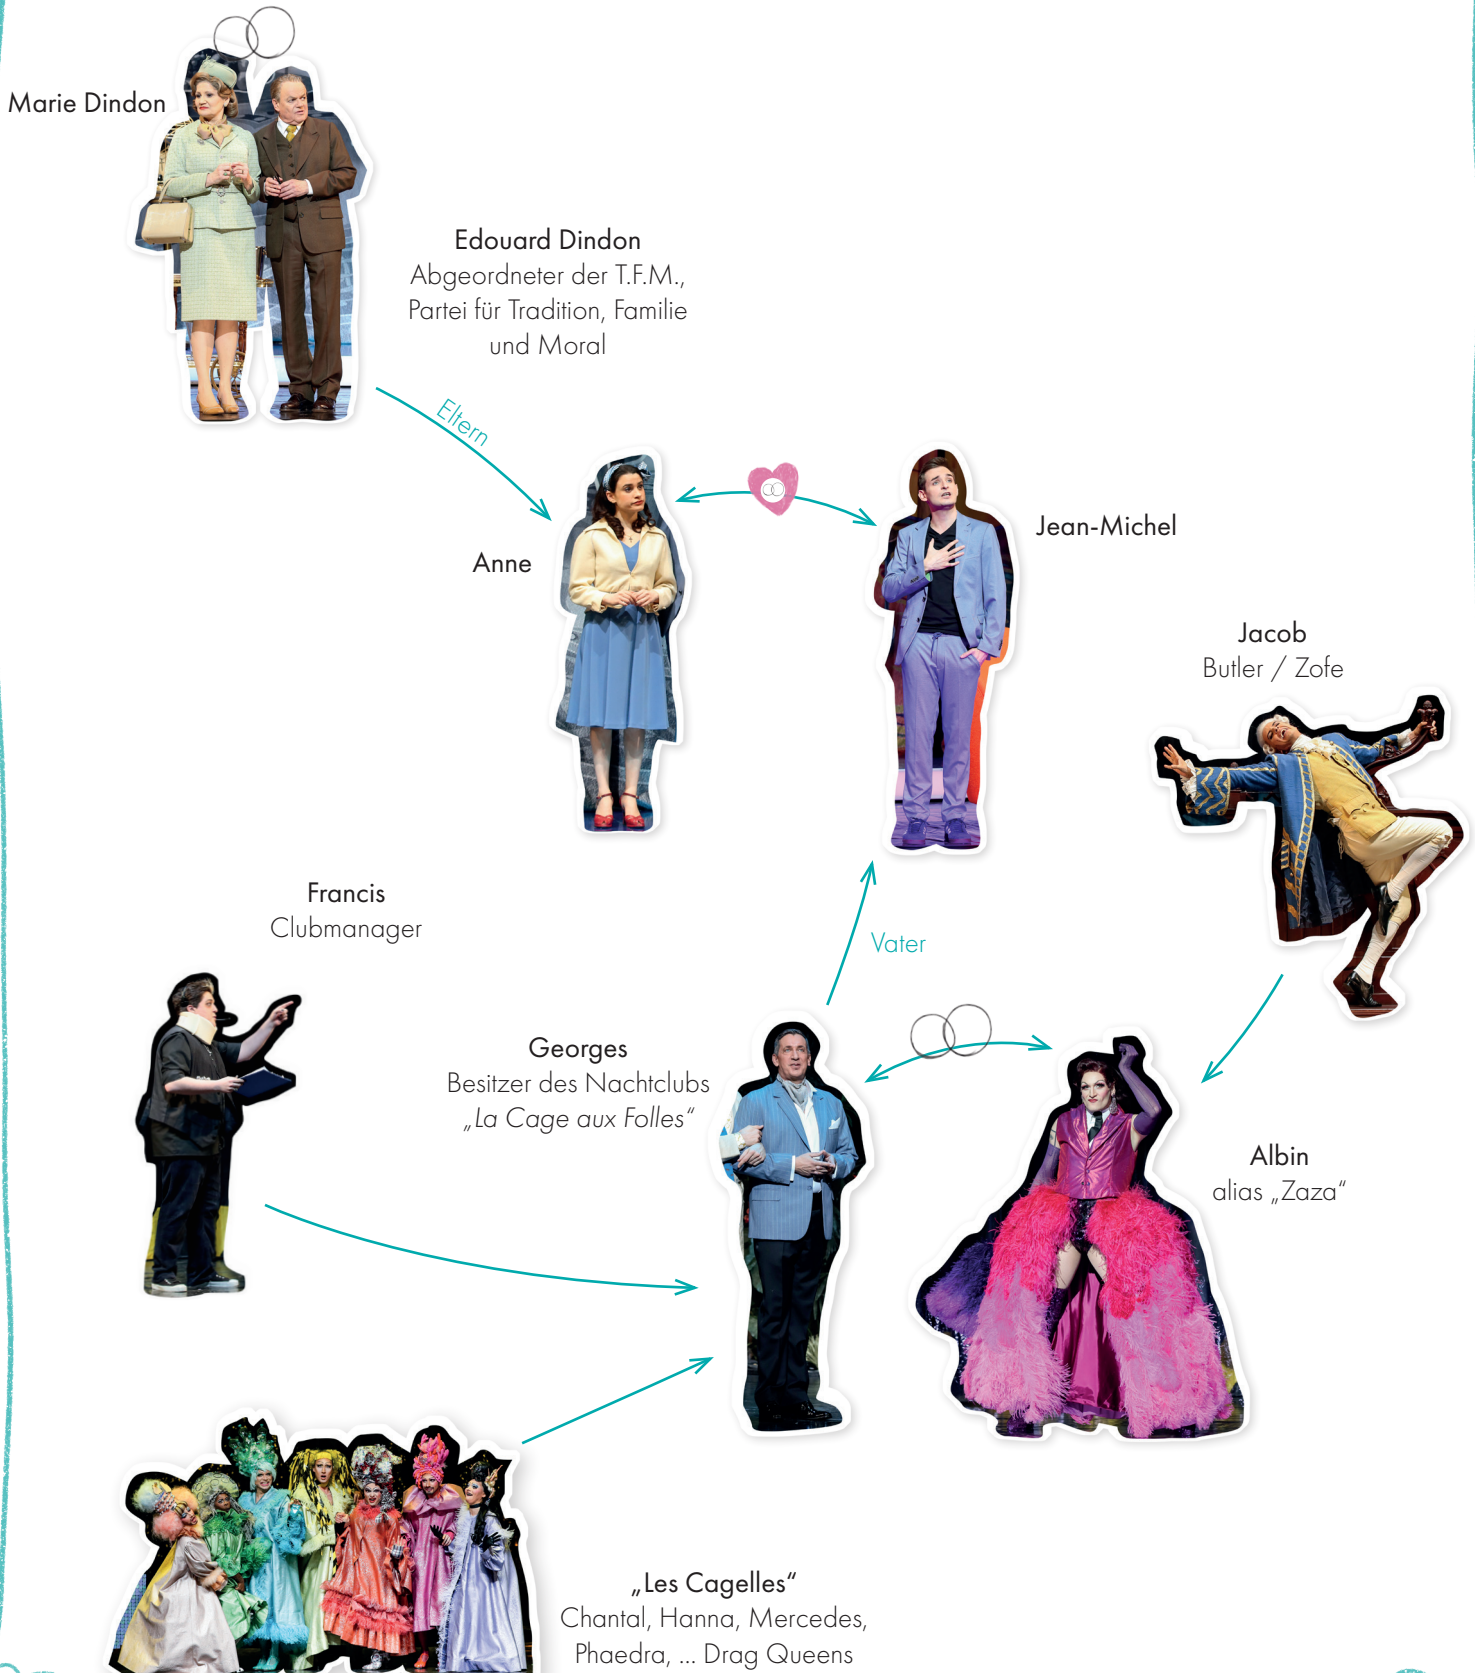 Marie Dindon
Edouard Dindon
Abgeordneter der T.F.M.,
Partei für Tradition, Familie
und Moral
Eltern
Anne
Jean-Michel
Jacob
Butler / Zofe
Francis
Clubmanager
Vater
Georges
Besitzer des Nachtclubs
„La Cage aux Folles“
Albin
alias „Zaza“
„Les Cagelles“
Chantal, Hanna, Mercedes,
Phaedra, ... Drag Queens